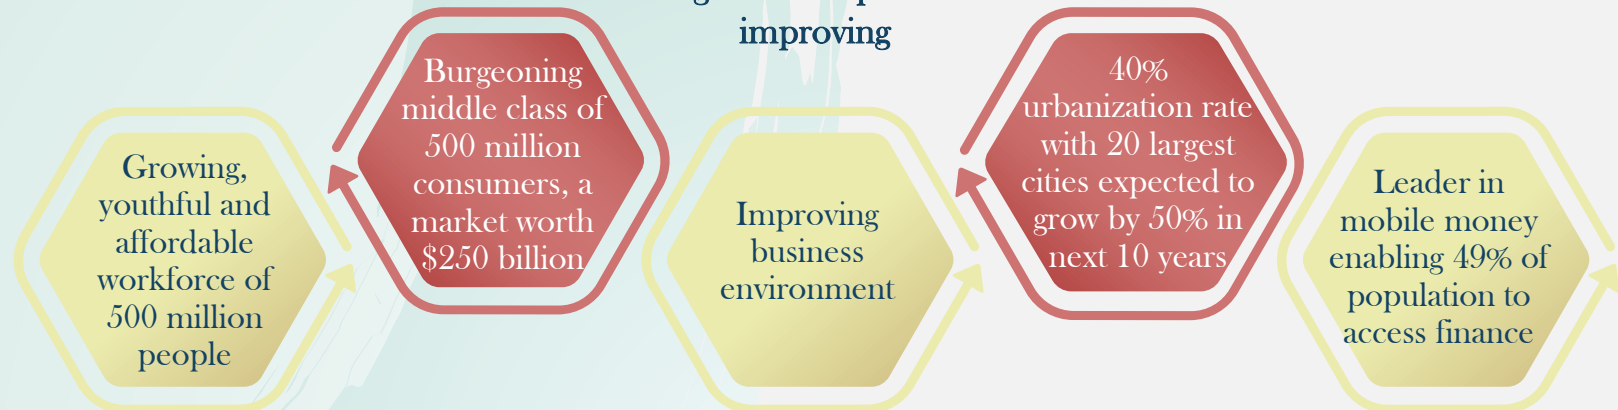 improving
Growing,
youthful and
affordable
workforce of
500 million
people
Burgeoning
middle class of
500 million
consumers, a
market worth
$250 billion
Improving
business
environment
40%
urbanization rate
with 20 largest
cities expected to
grow by 50% in
next 10 years
Leader in
mobile money
enabling 49% of
population to
access finance